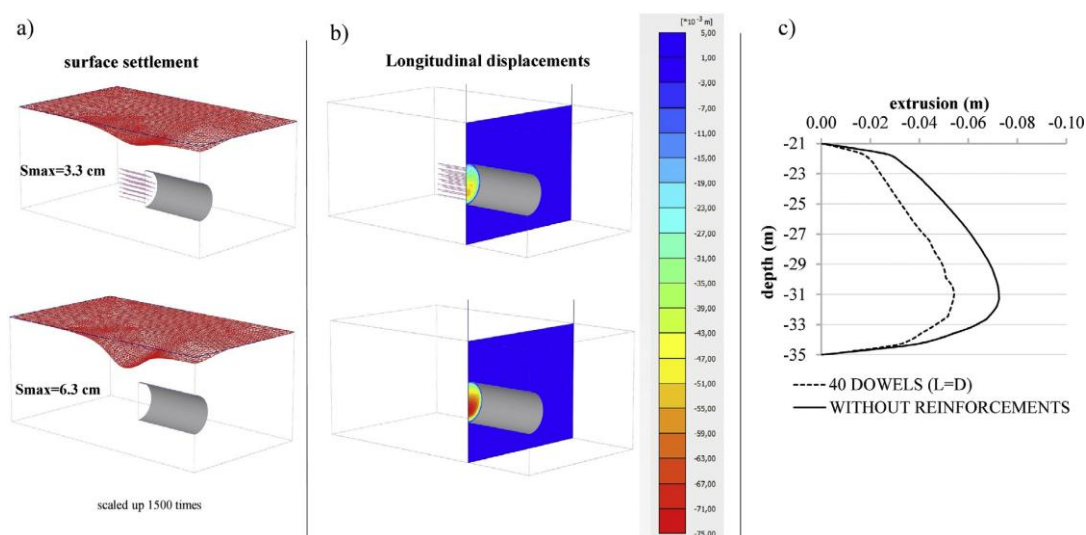 a)
surface settlement
Smax=3.3 cm
Smax=6.3 cm
scaled up 1500 times
b)
Longitudinal displacements
[*10⁻³ m]
5,00
1,00
-3,00
-7,00
-11,00
-15,00
-19,00
-23,00
-27,00
-31,00
-35,00
-39,00
-43,00
-47,00
-51,00
-55,00
-59,00
-63,00
-67,00
-71,00
-75,00
c)
extrusion (m)
0.00 -0.02 -0.04 -0.06 -0.08 -0.10
depth (m)
-21
-23
-25
-27
-29
-31
-33
-35
40 DOWELS (L=D)
WITHOUT REINFORCEMENTS